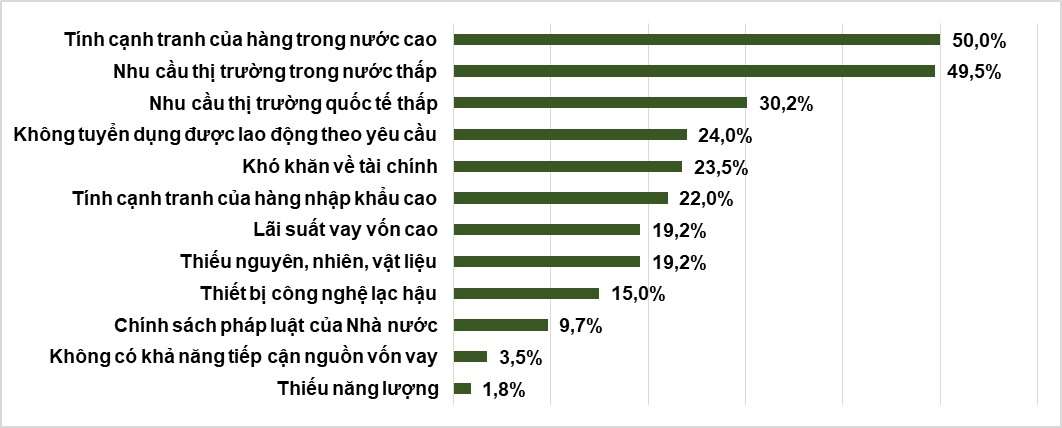 Tính cạnh tranh của hàng trong nước cao 50,0%
Nhu cầu thị trường trong nước thấp 49,5%
Nhu cầu thị trường quốc tế thấp 30,2%
Không tuyển dụng được lao động theo yêu cầu 24,0%
Khó khăn về tài chính 23,5%
Tính cạnh tranh của hàng nhập khẩu cao 22,0%
Lãi suất vay vốn cao 19,2%
Thiếu nguyên, nhiên, vật liệu 19,2%
Thiết bị công nghệ lạc hậu 15,0%
Chính sách pháp luật của Nhà nước 9,7%
Không có khả năng tiếp cận nguồn vốn vay 3,5%
Thiếu năng lượng 1,8%